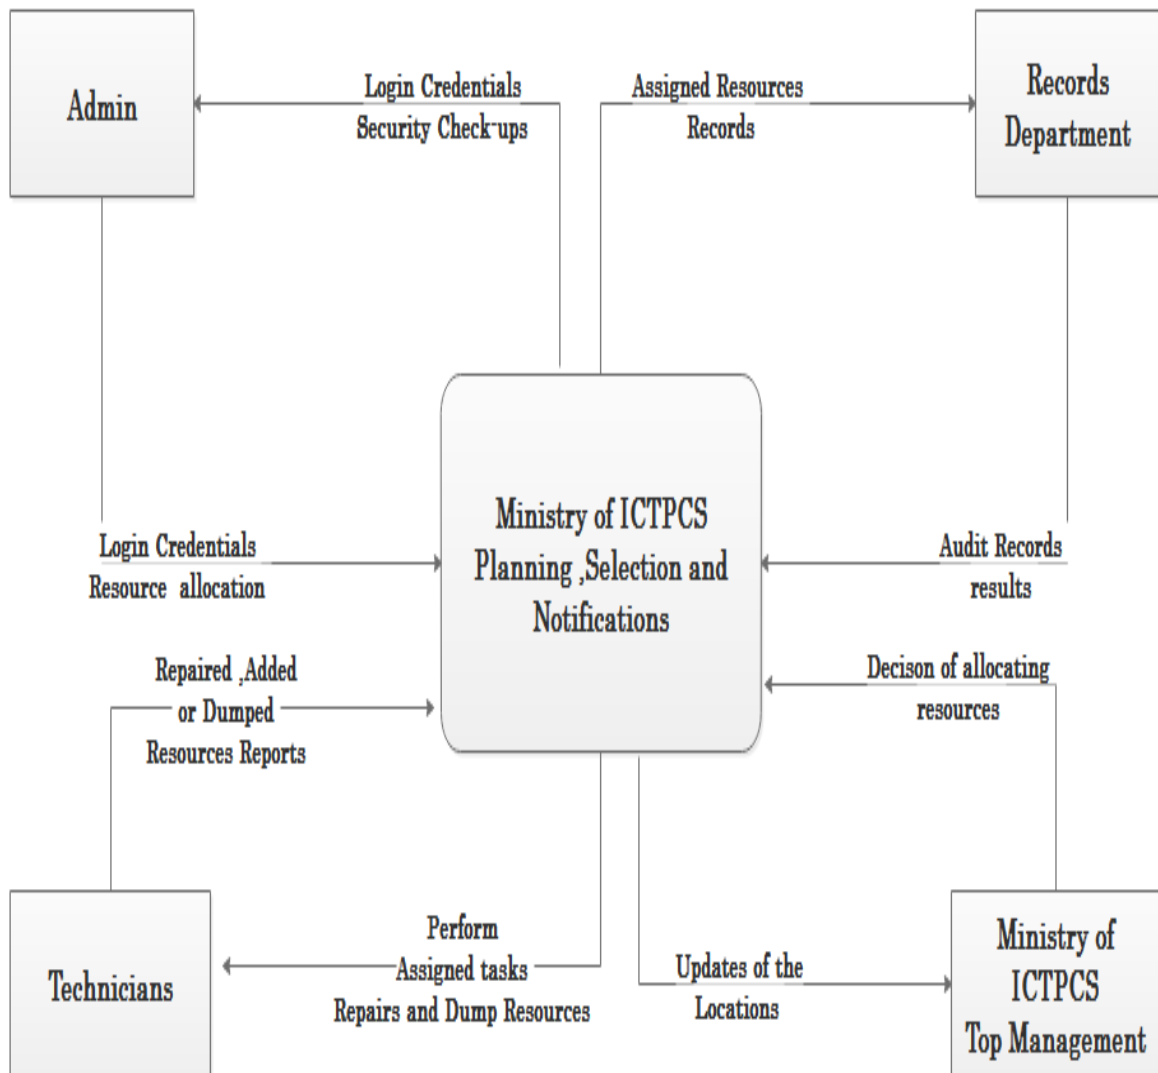 Admin
Login Credentials
Security Check-ups
Assigned Resources
Records
Records
Department
Ministry of ICTPCS
Planning ,Selection and
Notifications
Login Credentials
Resource allocation
Audit Records
results
Repaired ,Added
or Dumped
Resources Reports
Decison of allocating
resources
Technicians
Perform
Assigned tasks
Repairs and Dump Resources
Updates of the
Locations
Ministry of
ICTPCS
Top Management